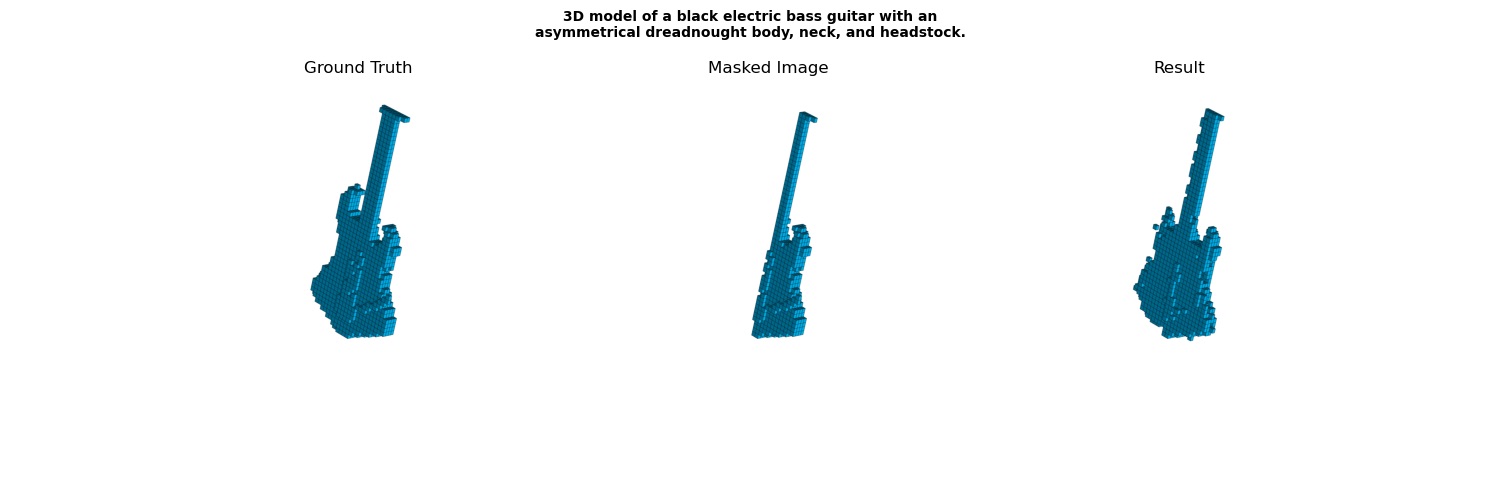 3D model of a black electric bass guitar with an
asymmetrical dreadnought body, neck, and headstock.
Ground Truth
Masked Image
Result